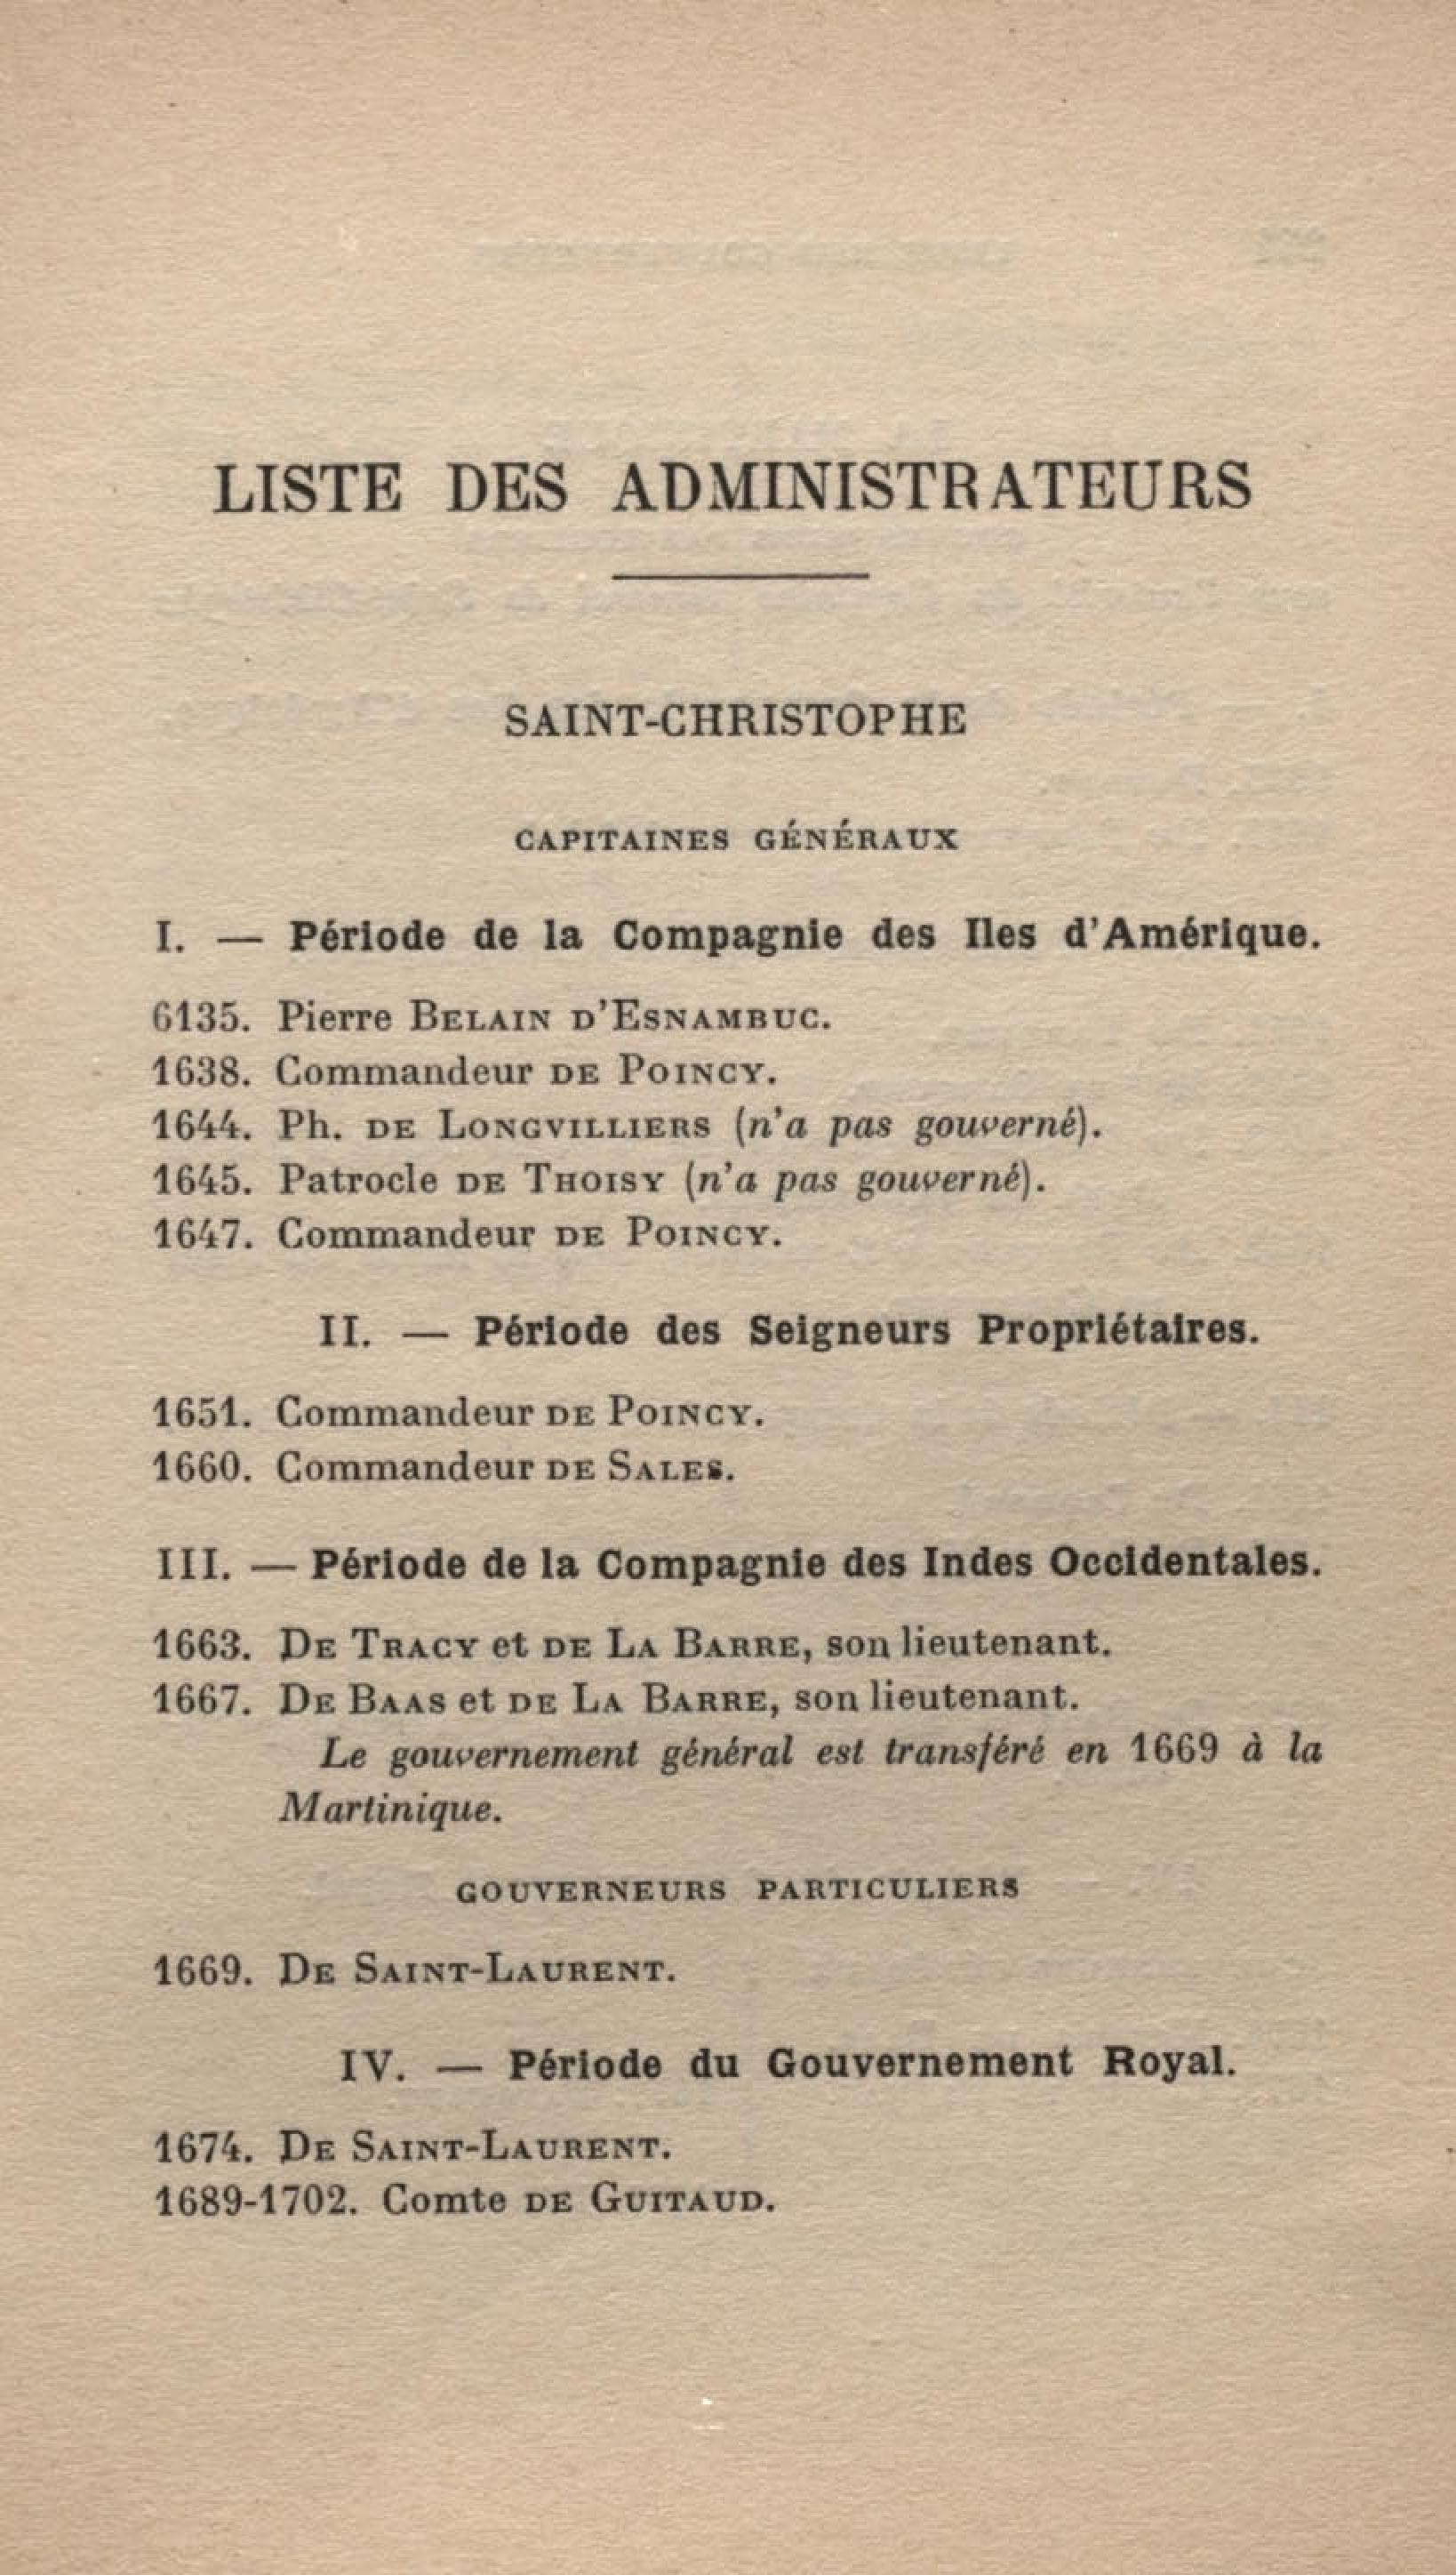 LISTE DES ADMINISTRATEURS
SAINT-CHRISTOPHE
CAPITAINES GÉNÉRAUX
I. — Période de la Compagnie des Iles d'Amérique.
6135. Pierre BELAIN D'ESNAMBUC.
1638. Commandeur DE POINCY.
1644. Ph. DE LONGVILLIERS (n'a pas gouverné).
1645. Patrocle DE THOISY (n'a pas gouverné).
1647. Commandeur DE POINCY.
II. — Période des Seigneurs Propriétaires.
1651. Commandeur DE POINCY.
1660. Commandeur DE SALES.
III. — Période de la Compagnie des Indes Occidentales.
1663. DE TRACY et DE LA BARRE, son lieutenant.
1667. DE BAAS et DE LA BARRE, son lieutenant.
Le gouvernement général est transféré en 1669 à la
Martinique.
GOUVERNEURS PARTICULIERS
1669. DE SAINT-LAURENT.
IV. — Période du Gouvernement Royal.
1674. DE SAINT-LAURENT.
1689-1702. Comte DE GUITAUD.